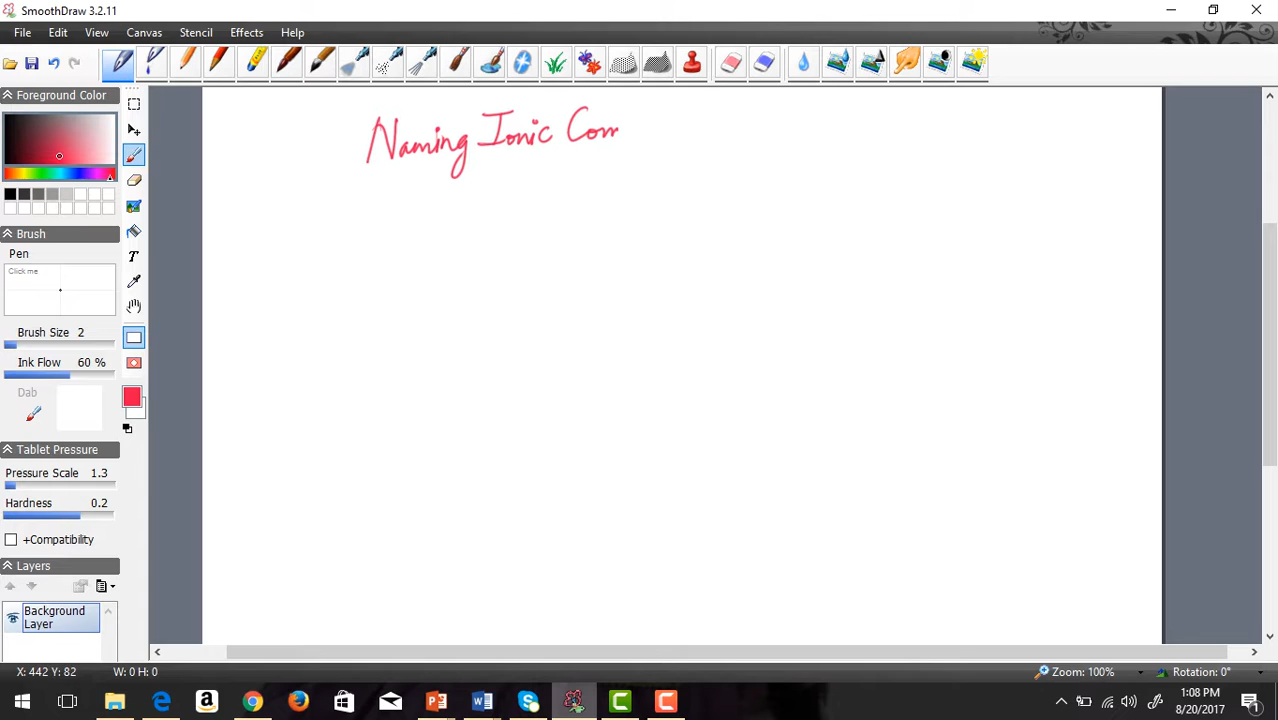 SmoothDraw 3.2.11
File Edit View Canvas Stencil Effects Help
Foreground Color
Brush
Pen
Click me
Brush Size 2
Ink Flow 60 %
Dab
Tablet Pressure
Pressure Scale 1.3
Hardness 0.2
+Compatibility
Layers
Background
Layer
Naming Ionic Com
X: 442 Y: 82 W: 0 H: 0 Zoom: 100% Rotation: 0°
1:08 PM
8/20/2017